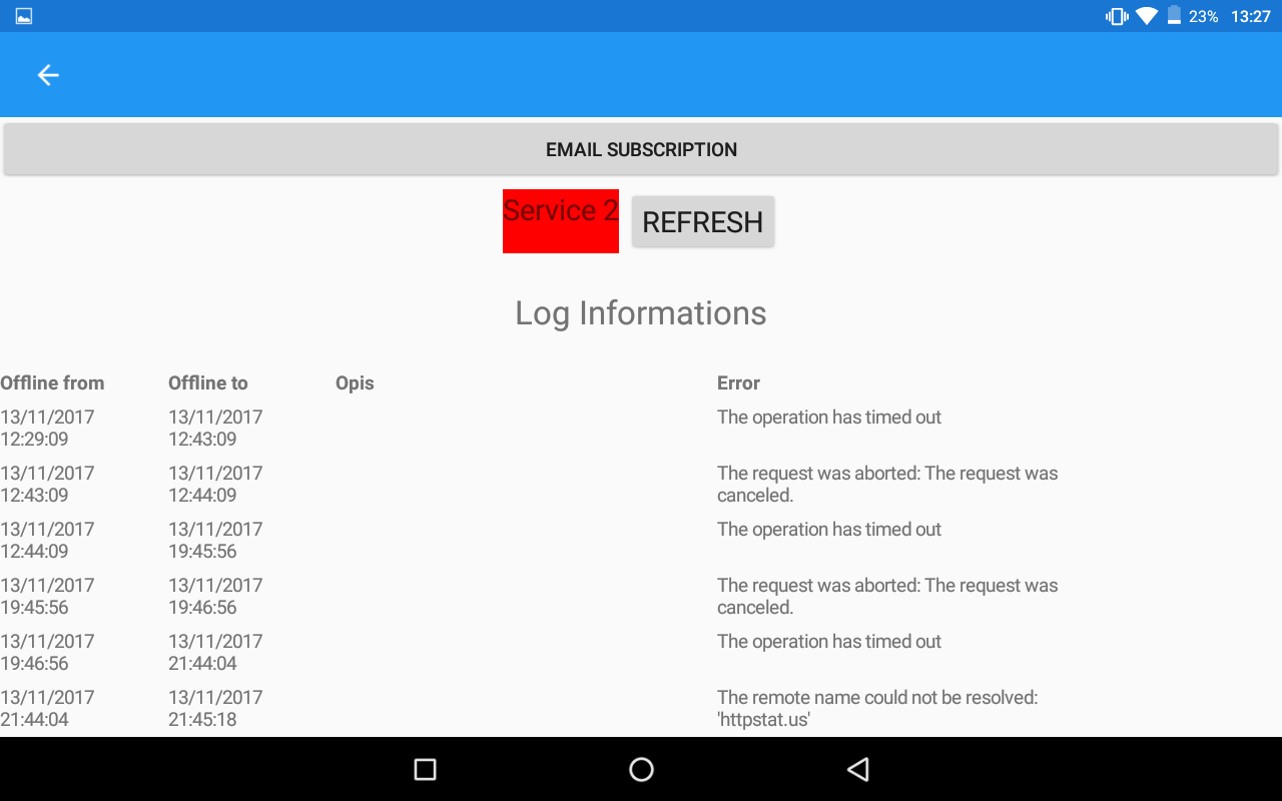 23% 13:27
EMAIL SUBSCRIPTION
Service 2 REFRESH
Log Informations
Offline from Offline to Opis Error
13/11/2017 13/11/2017 The operation has timed out
12:29:09 12:43:09
13/11/2017 13/11/2017 The request was aborted: The request was
12:43:09 12:44:09 canceled.
13/11/2017 13/11/2017 The operation has timed out
12:44:09 19:45:56
13/11/2017 13/11/2017 The request was aborted: The request was
19:45:56 19:46:56 canceled.
13/11/2017 13/11/2017 The operation has timed out
19:46:56 21:44:04
13/11/2017 13/11/2017 The remote name could not be resolved:
21:44:04 21:45:18 'httpstat.us'